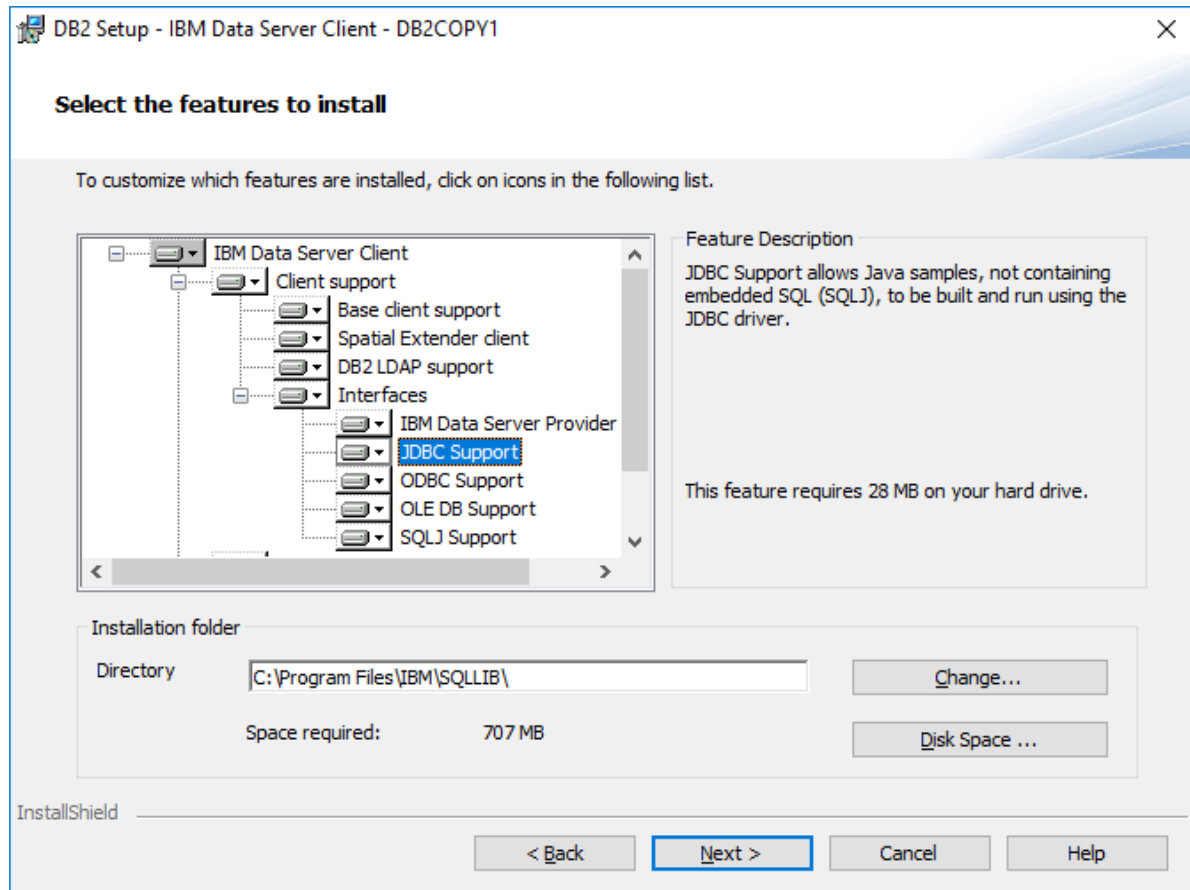 DB2 Setup - IBM Data Server Client - DB2COPY1
Select the features to install
To customize which features are installed, click on icons in the following list.
IBM Data Server Client
Client support
Base client support
Spatial Extender client
DB2 LDAP support
Interfaces
IBM Data Server Provider
JDBC Support
ODBC Support
OLE DB Support
SQLJ Support
Feature Description
JDBC Support allows Java samples, not containing
embedded SQL (SQLJ), to be built and run using the
JDBC driver.
This feature requires 28 MB on your hard drive.
Installation folder
Directory
C:\Program Files\IBM\SQLLIB\
Change...
Space required: 707 MB
Disk Space ...
InstallShield
< Back
Next >
Cancel
Help